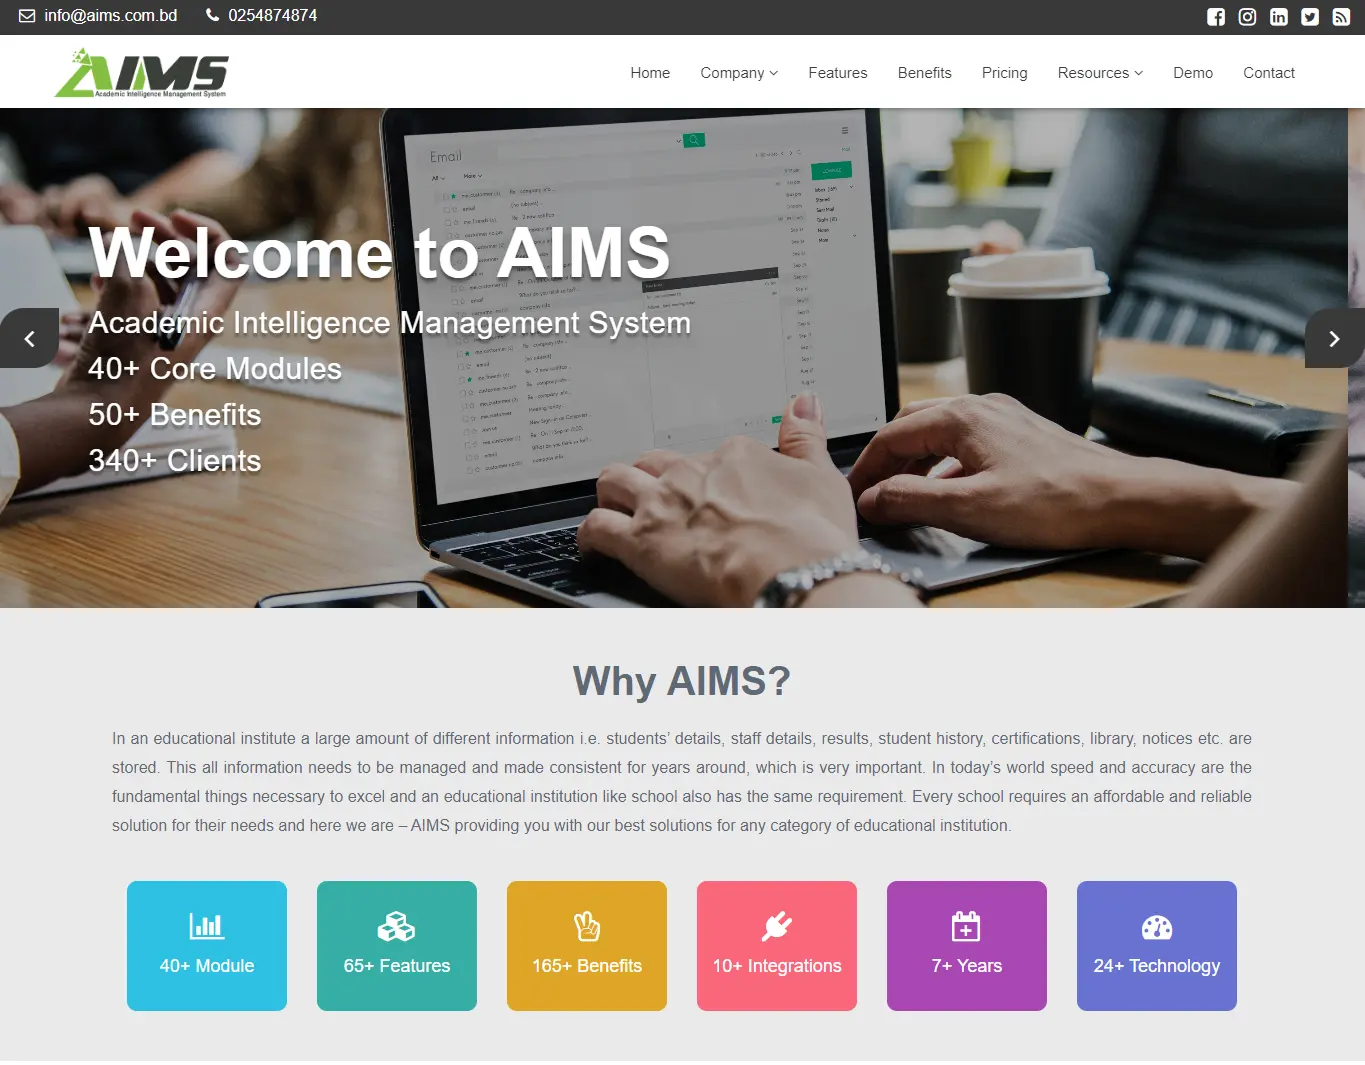 info@aims.com.bd 0254874874
AIMS
Academic Intelligence Management System
Home Company Features Benefits Pricing Resources Demo Contact
Email
All
More
Welcome to AIMS
Academic Intelligence Management System
40+ Core Modules
50+ Benefits
340+ Clients
Why AIMS?
In an educational institute a large amount of different information i.e. students’ details, staff details, results, student history, certifications, library, notices etc. are
stored. This all information needs to be managed and made consistent for years around, which is very important. In today’s world speed and accuracy are the
fundamental things necessary to excel and an educational institution like school also has the same requirement. Every school requires an affordable and reliable
solution for their needs and here we are – AIMS providing you with our best solutions for any category of educational institution.
40+ Module
65+ Features
165+ Benefits
10+ Integrations
7+ Years
24+ Technology